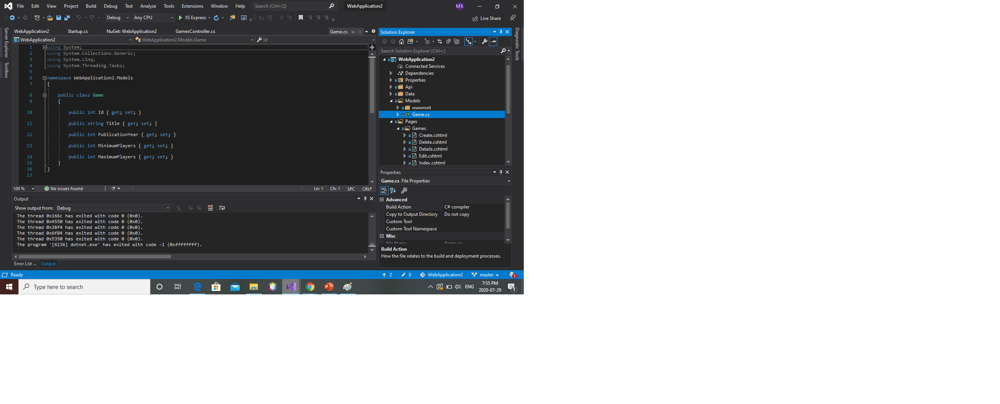 File Edit View Project Build Debug Test Analyze Tools Extensions Window Help Search (Ctrl+Q) WebApplication2 MK
Debug Any CPU IIS Express Live Share
Server Explorer
Toolbox
WebApplication2 Startup.cs NuGet: WebApplication2 GamesController.cs Game.cs
WebApplication2 WebApplication2.Models.Game Id
1 using System;
2 using System.Collections.Generic;
3 using System.Linq;
4 using System.Threading.Tasks;
5
6 namespace WebApplication2.Models
7 {
8 public class Game
9 {
10 public int Id { get; set; }
11 public string Title { get; set; }
12 public int PublicationYear { get; set; }
13 public int MinimumPlayers { get; set; }
14 public int MaximumPlayers { get; set; }
15 }
16 }
17
100 % No issues found Ln: 1 Ch: 1 SPC CRLF
Output
Show output from: Debug
The thread 0x166c has exited with code 0 (0x0).
The thread 0x4550 has exited with code 0 (0x0).
The thread 0x38f4 has exited with code 0 (0x0).
The thread 0x6f84 has exited with code 0 (0x0).
The thread 0x5350 has exited with code 0 (0x0).
The program '[6136] dotnet.exe' has exited with code -1 (0xffffffff).
Error List ... Output
Solution Explorer
Search Solution Explorer (Ctrl+;)
WebApplication2
Connected Services
Dependencies
Properties
Api
Data
Models
wwwroot
C# Game.cs
Pages
Games
Create.cshtml
Delete.cshtml
Details.cshtml
Edit.cshtml
Index.cshtml
Properties
Game.cs File Properties
Advanced
Build Action C# compiler
Copy to Output Directory Do not copy
Custom Tool
Custom Tool Namespace
Misc
File Name Game.cs
Build Action
How the file relates to the build and deployment processes.
Diagnostic Tools
Ready 2 0 WebApplication2 master 1
Type here to search ENG 7:55 PM
2020-07-29 3